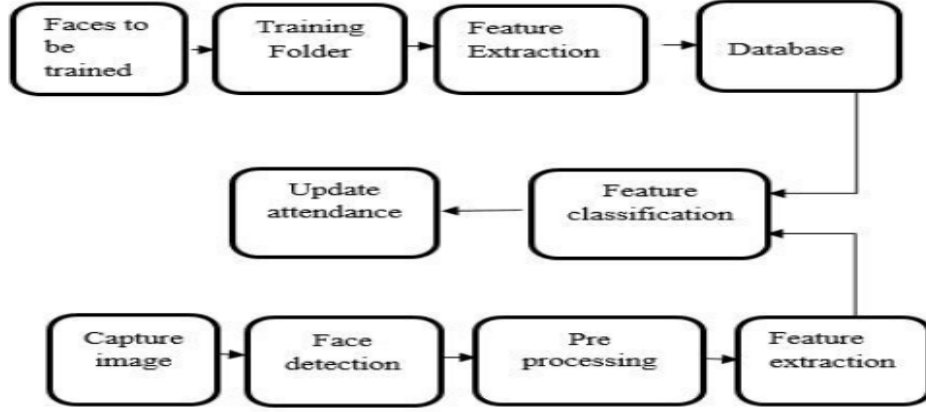 Faces to
be
trained
Training
Folder
Feature
Extraction
Database
Update
attendance
Feature
classification
Capture
image
Face
detection
Pre
processing
Feature
extraction